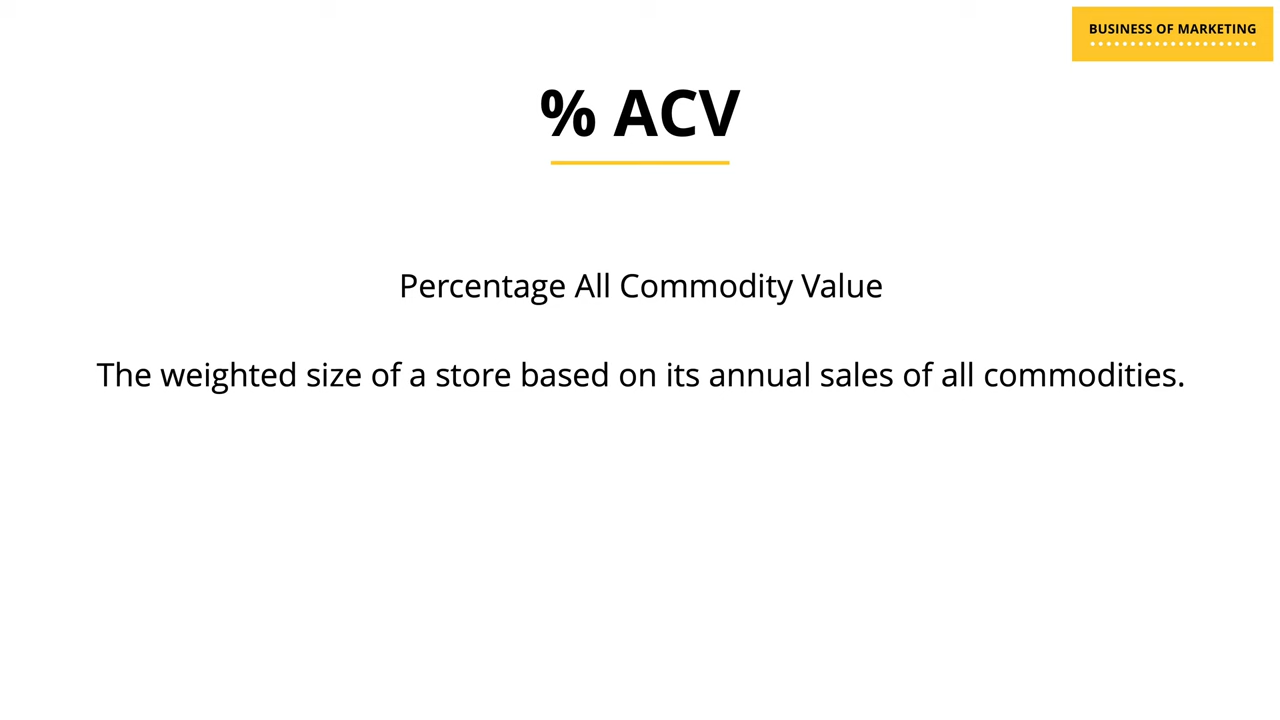 BUSINESS OF MARKETING
% ACV
Percentage All Commodity Value
The weighted size of a store based on its annual sales of all commodities.